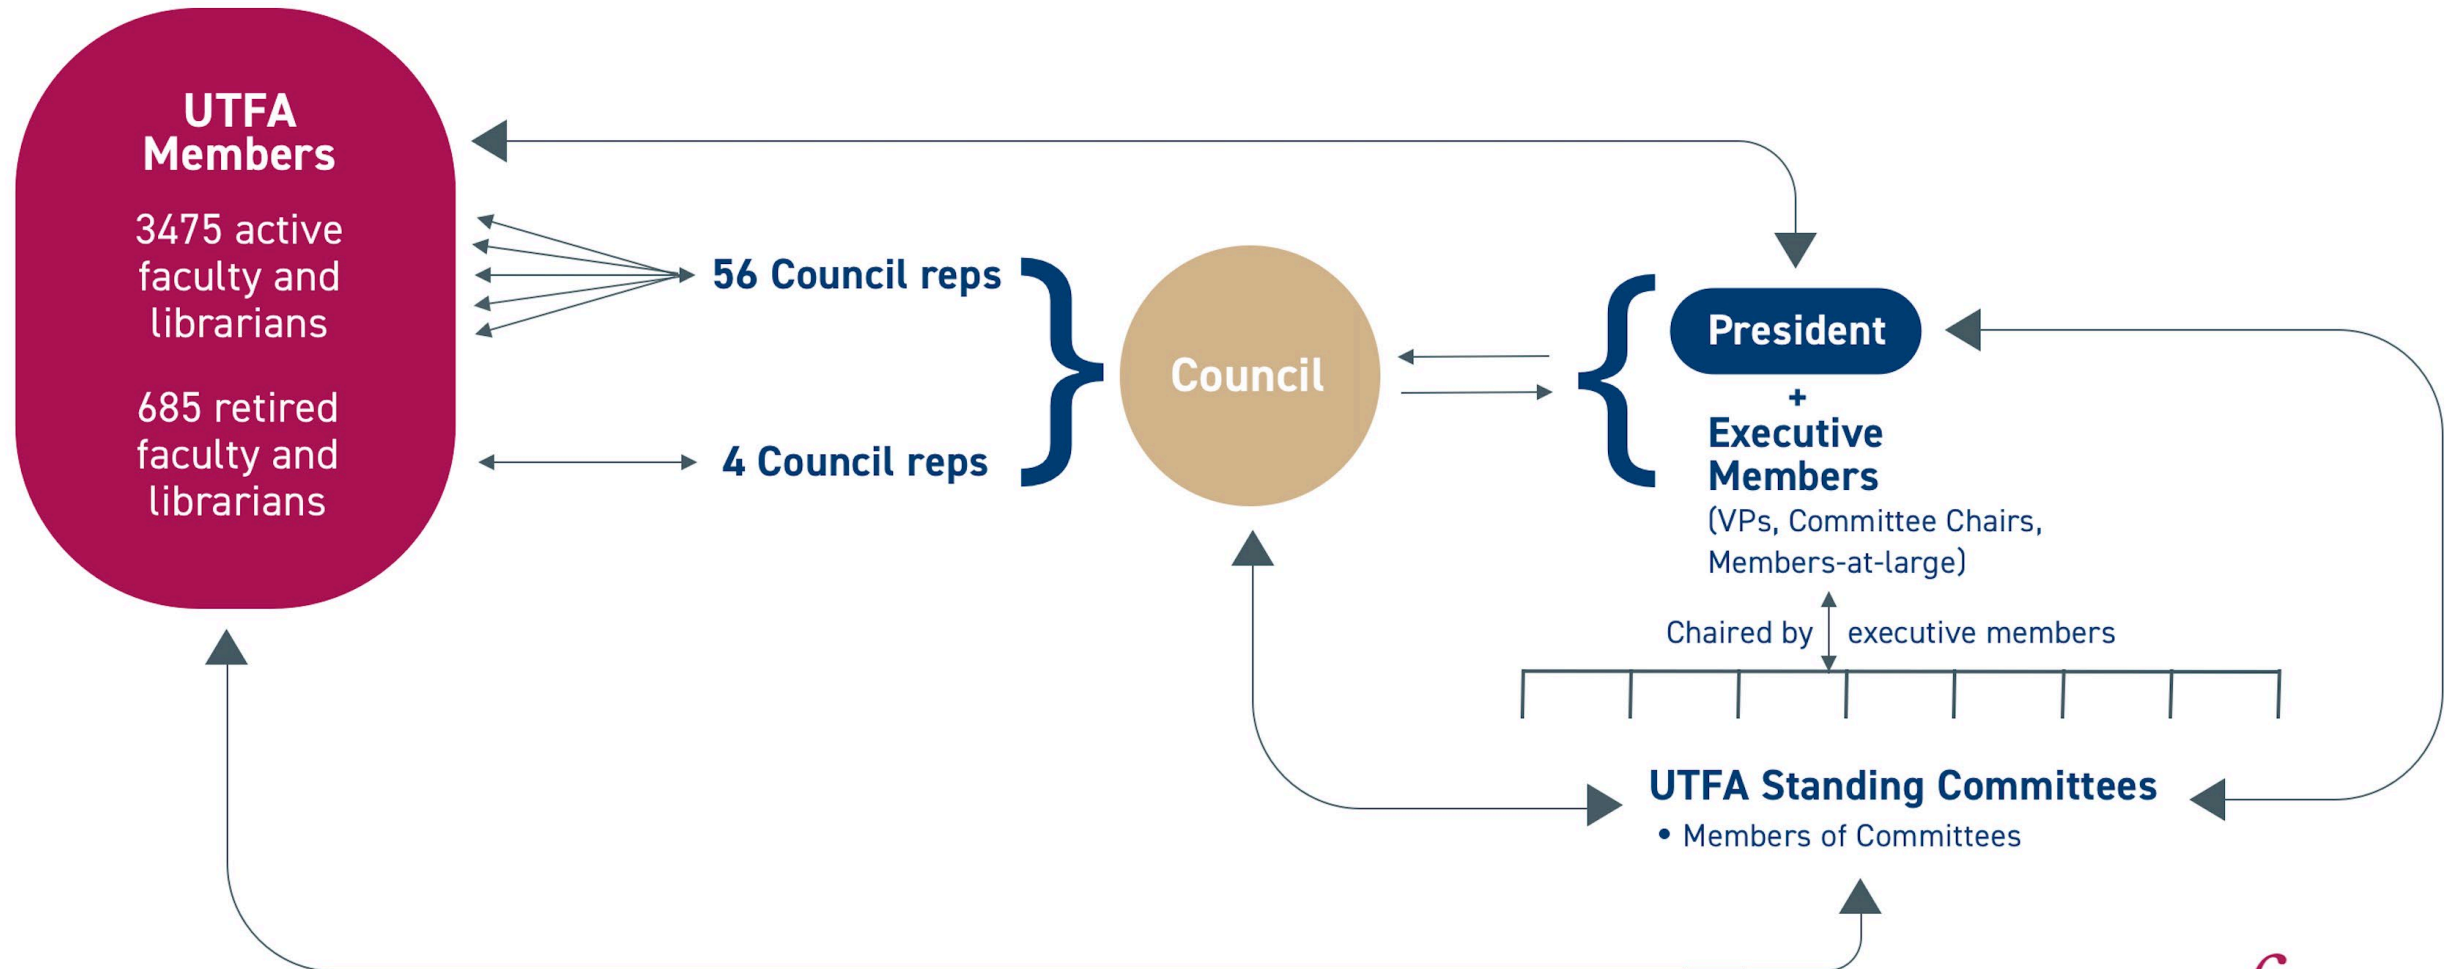 UTFA
Members
3475 active
faculty and
librarians
685 retired
faculty and
librarians
56 Council reps
4 Council reps
Council
President
+
Executive
Members
(VPs, Committee Chairs,
Members-at-large)
Chaired by executive members
UTFA Standing Committees
• Members of Committees